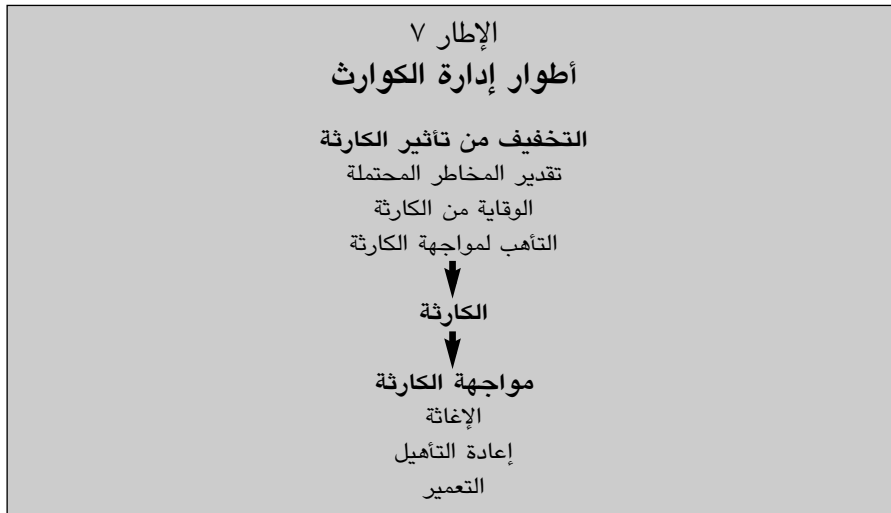 الإطار ٧
أطوار إدارة الكوارث
التخفيف من تأثير الكارثة
تقدير المخاطر المحتملة
الوقاية من الكارثة
التأهب لمواجهة الكارثة
الكارثة
مواجهة الكارثة
الإغاثة
إعادة التأهيل
التعمير